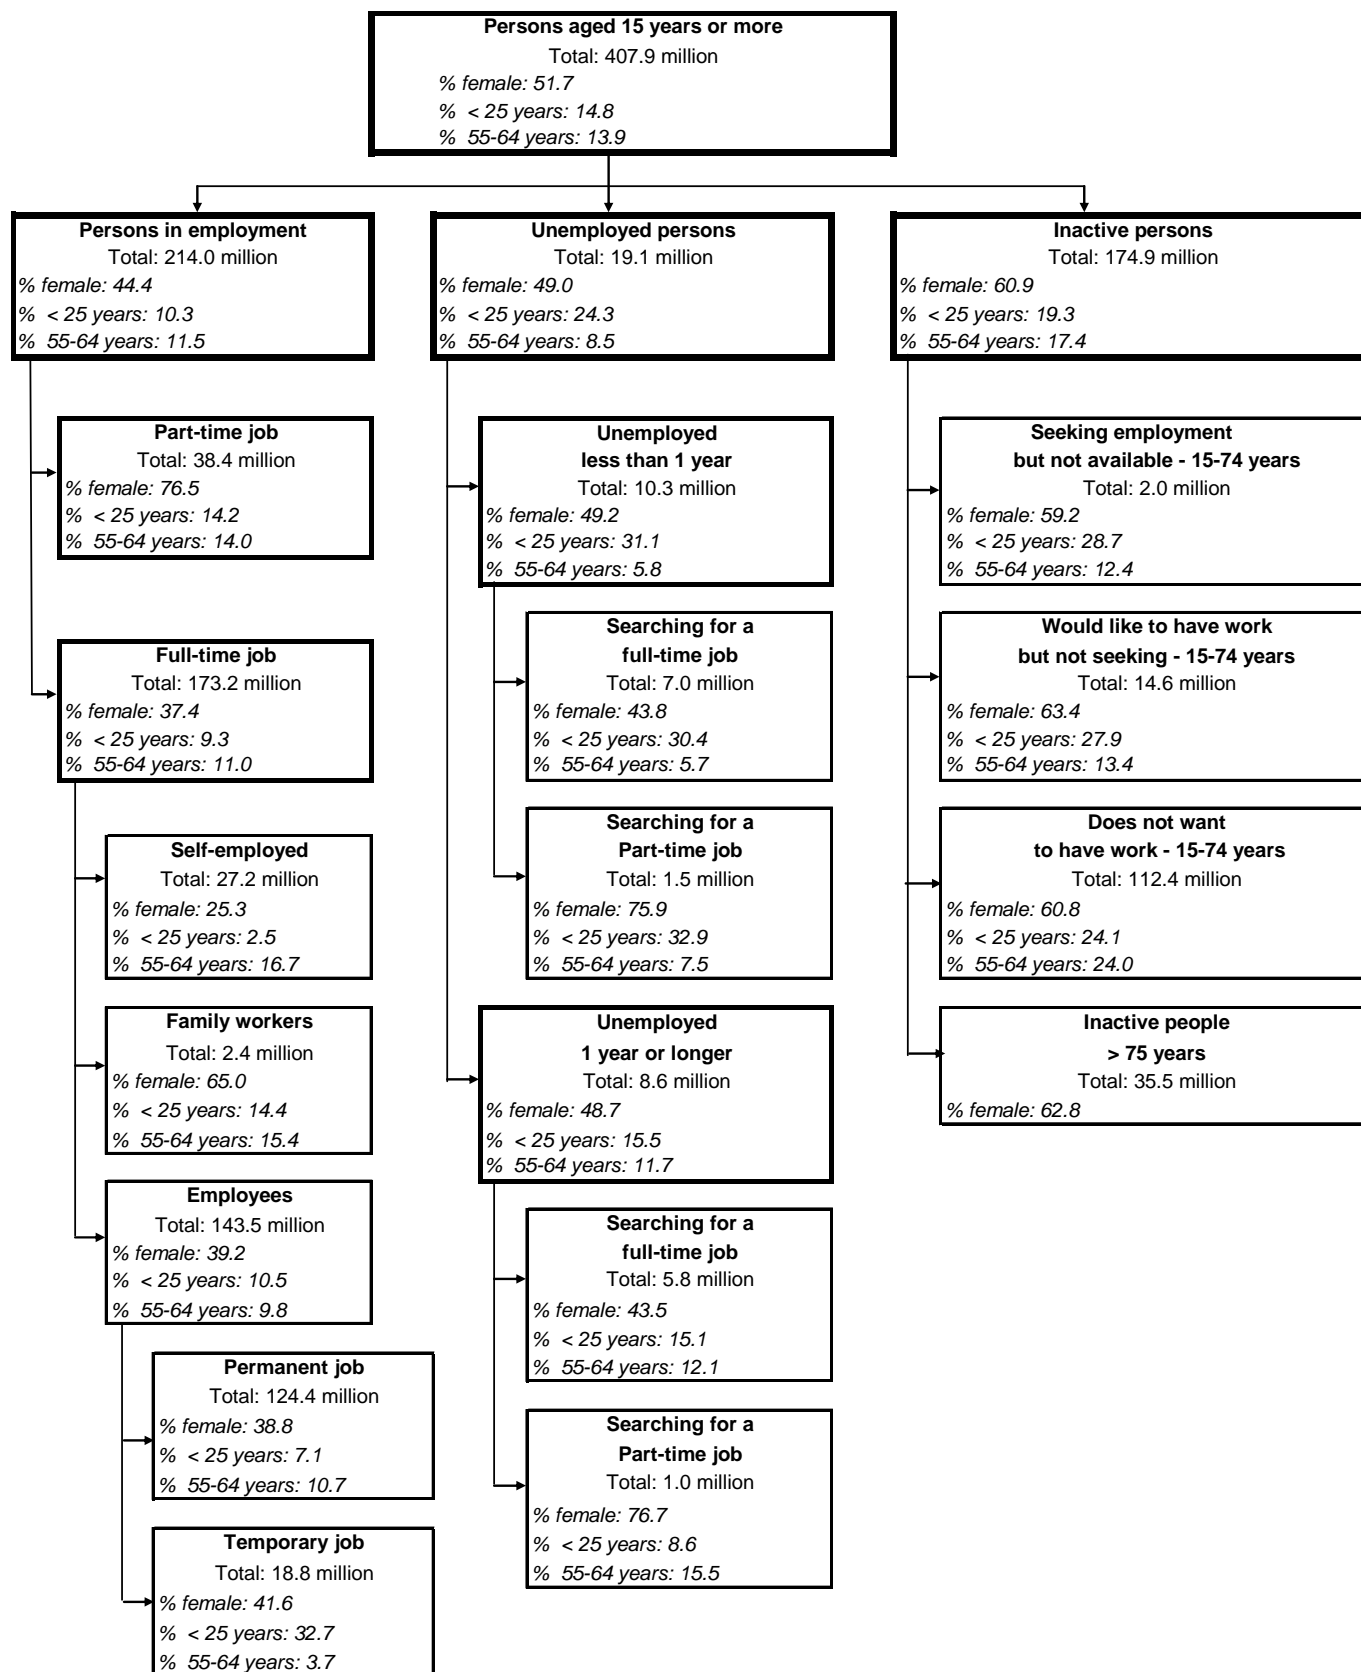 Persons aged 15 years or more
Total: 407.9 million
% female: 51.7
% < 25 years: 14.8
% 55-64 years: 13.9
Persons in employment
Total: 214.0 million
% female: 44.4
% < 25 years: 10.3
% 55-64 years: 11.5
Part-time job
Total: 38.4 million
% female: 76.5
% < 25 years: 14.2
% 55-64 years: 14.0
Full-time job
Total: 173.2 million
% female: 37.4
% < 25 years: 9.3
% 55-64 years: 11.0
Self-employed
Total: 27.2 million
% female: 25.3
% < 25 years: 2.5
% 55-64 years: 16.7
Family workers
Total: 2.4 million
% female: 65.0
% < 25 years: 14.4
% 55-64 years: 15.4
Employees
Total: 143.5 million
% female: 39.2
% < 25 years: 10.5
% 55-64 years: 9.8
Permanent job
Total: 124.4 million
% female: 38.8
% < 25 years: 7.1
% 55-64 years: 10.7
Temporary job
Total: 18.8 million
% female: 41.6
% < 25 years: 32.7
% 55-64 years: 3.7
Unemployed persons
Total: 19.1 million
% female: 49.0
% < 25 years: 24.3
% 55-64 years: 8.5
Unemployed
less than 1 year
Total: 10.3 million
% female: 49.2
% < 25 years: 31.1
% 55-64 years: 5.8
Searching for a
full-time job
Total: 7.0 million
% female: 43.8
% < 25 years: 30.4
% 55-64 years: 5.7
Searching for a
Part-time job
Total: 1.5 million
% female: 75.9
% < 25 years: 32.9
% 55-64 years: 7.5
Unemployed
1 year or longer
Total: 8.6 million
% female: 48.7
% < 25 years: 15.5
% 55-64 years: 11.7
Searching for a
full-time job
Total: 5.8 million
% female: 43.5
% < 25 years: 15.1
% 55-64 years: 12.1
Searching for a
Part-time job
Total: 1.0 million
% female: 76.7
% < 25 years: 8.6
% 55-64 years: 15.5
Inactive persons
Total: 174.9 million
% female: 60.9
% < 25 years: 19.3
% 55-64 years: 17.4
Seeking employment
but not available - 15-74 years
Total: 2.0 million
% female: 59.2
% < 25 years: 28.7
% 55-64 years: 12.4
Would like to have work
but not seeking - 15-74 years
Total: 14.6 million
% female: 63.4
% < 25 years: 27.9
% 55-64 years: 13.4
Does not want
to have work - 15-74 years
Total: 112.4 million
% female: 60.8
% < 25 years: 24.1
% 55-64 years: 24.0
Inactive people
> 75 years
Total: 35.5 million
% female: 62.8